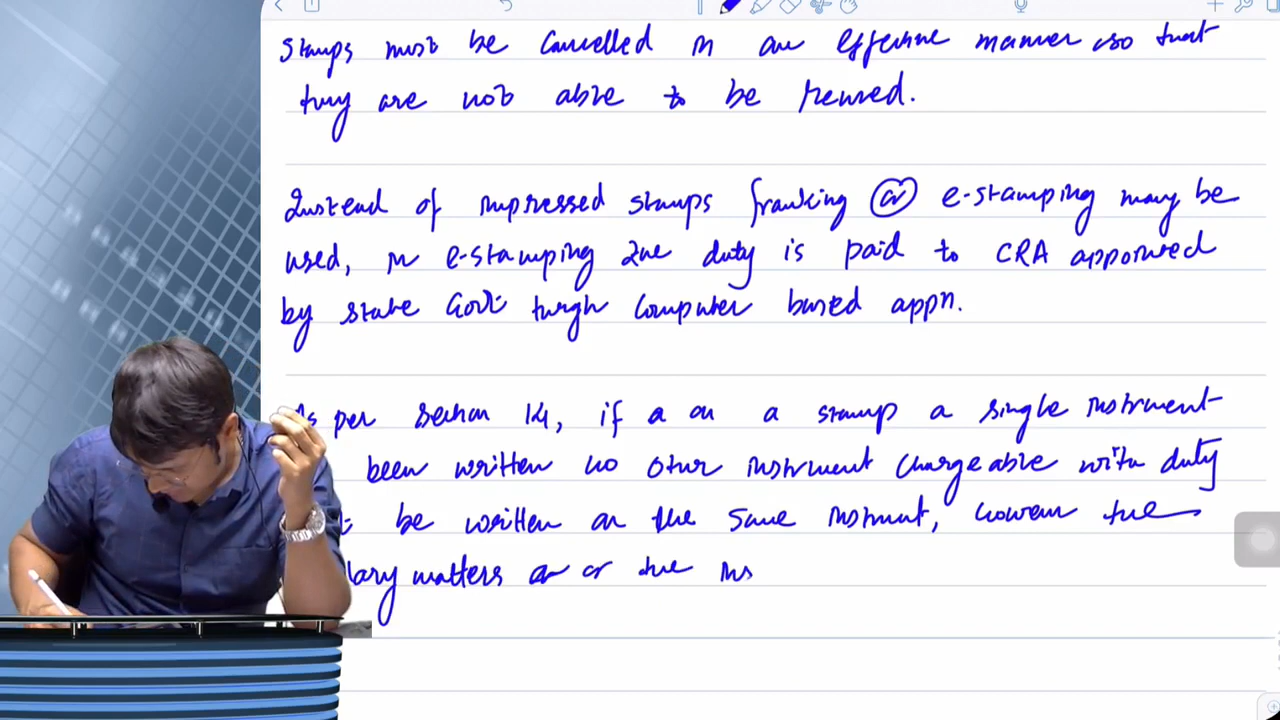 Stamps must be cancelled in an effective manner so that
they are not able to be reused.
Instead of impressed stamps franking or e-stamping may be
used, in e-stamping the duty is paid to CRA appointed
by state Govt through computer based appn.
As per section 14, if a on a stamp a single instrument
been written no other instrument chargeable with duty
be written on the same instrument, however the
matters or the ins